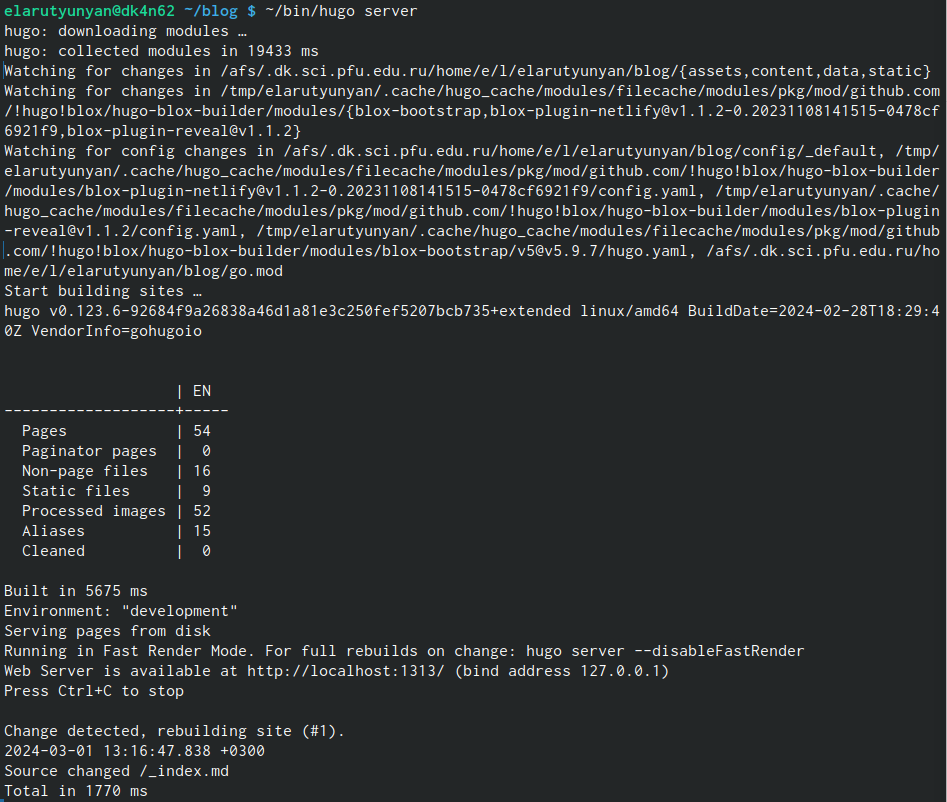 elarutyunyan@dk4n62 ~/blog $ ~/bin/hugo server
hugo: downloading modules …
hugo: collected modules in 19433 ms
Watching for changes in /afs/.dk.sci.pfu.edu.ru/home/e/l/elarutyunyan/blog/{assets,content,data,static}
Watching for changes in /tmp/elarutyunyan/.cache/hugo_cache/modules/filecache/modules/pkg/mod/github.com
/!hugo!blox/hugo-blox-builder/modules/{blox-bootstrap,blox-plugin-netlify@v1.1.2-0.20231108141515-0478cf
6921f9,blox-plugin-reveal@v1.1.2}
Watching for config changes in /afs/.dk.sci.pfu.edu.ru/home/e/l/elarutyunyan/blog/config/_default, /tmp/
elarutyunyan/.cache/hugo_cache/modules/filecache/modules/pkg/mod/github.com/!hugo!blox/hugo-blox-builder
/modules/blox-plugin-netlify@v1.1.2-0.20231108141515-0478cf6921f9/config.yaml, /tmp/elarutyunyan/.cache/
hugo_cache/modules/filecache/modules/pkg/mod/github.com/!hugo!blox/hugo-blox-builder/modules/blox-plugin
-reveal@v1.1.2/config.yaml, /tmp/elarutyunyan/.cache/hugo_cache/modules/filecache/modules/pkg/mod/github
.com/!hugo!blox/hugo-blox-builder/modules/blox-bootstrap/v5@v5.9.7/hugo.yaml, /afs/.dk.sci.pfu.edu.ru/ho
me/e/l/elarutyunyan/blog/go.mod
Start building sites …
hugo v0.123.6-92684f9a26838a46d1a81e3c250fef5207bcb735+extended linux/amd64 BuildDate=2024-02-28T18:29:4
0Z VendorInfo=gohugoio
                   | EN
-------------------+-----
  Pages            | 54
  Paginator pages  |  0
  Non-page files   | 16
  Static files     |  9
  Processed images | 52
  Aliases          | 15
  Cleaned          |  0
Built in 5675 ms
Environment: "development"
Serving pages from disk
Running in Fast Render Mode. For full rebuilds on change: hugo server --disableFastRender
Web Server is available at http://localhost:1313/ (bind address 127.0.0.1)
Press Ctrl+C to stop
Change detected, rebuilding site (#1).
2024-03-01 13:16:47.838 +0300
Source changed /_index.md
Total in 1770 ms